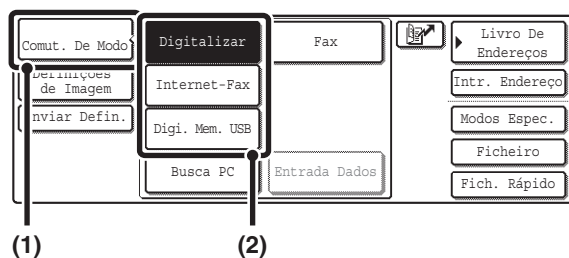 Comut. De Modo
Digitalizar
Fax
Livro De
Endereços
Definições
de Imagem
Internet-Fax
Intr. Endereço
Enviar Defin.
Digi. Mem. USB
Modos Espec.
Ficheiro
Busca PC
Entrada Dados
Fich. Rápido
(1)
(2)